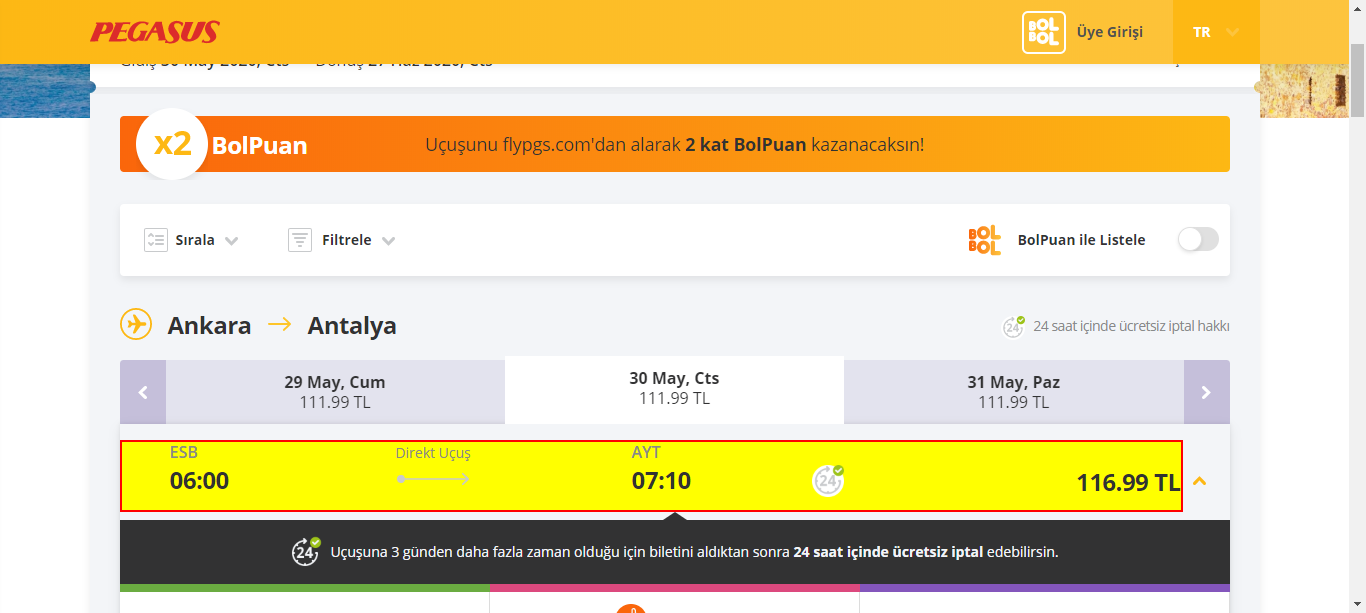 PEGASUS
BOL
BOL
Üye Girişi
TR
Gidiş 30 May 2020, Cts Dönüş 27 Haz 2020, Cts
x2 BolPuan
Uçuşunu flypgs.com'dan alarak 2 kat BolPuan kazanacaksın!
Sırala
Filtrele
BOL
BOL
BolPuan ile Listele
Ankara → Antalya
24
24 saat içinde ücretsiz iptal hakkı
29 May, Cum
111.99 TL
30 May, Cts
111.99 TL
31 May, Paz
111.99 TL
ESB
06:00
Direkt Uçuş
AYT
07:10
24
116.99 TL
24
Uçuşuna 3 günden daha fazla zaman olduğu için biletini aldıktan sonra 24 saat içinde ücretsiz iptal edebilirsin.